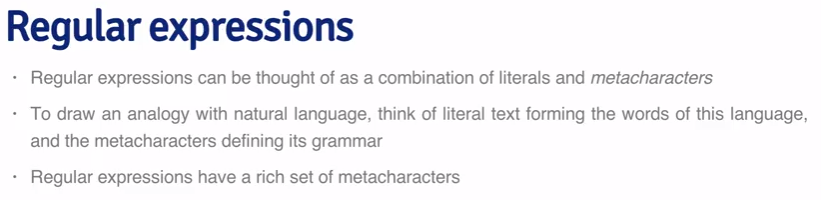 Regular expressions
· Regular expressions can be thought of as a combination of literals and metacharacters
· To draw an analogy with natural language, think of literal text forming the words of this language,
and the metacharacters defining its grammar
· Regular expressions have a rich set of metacharacters